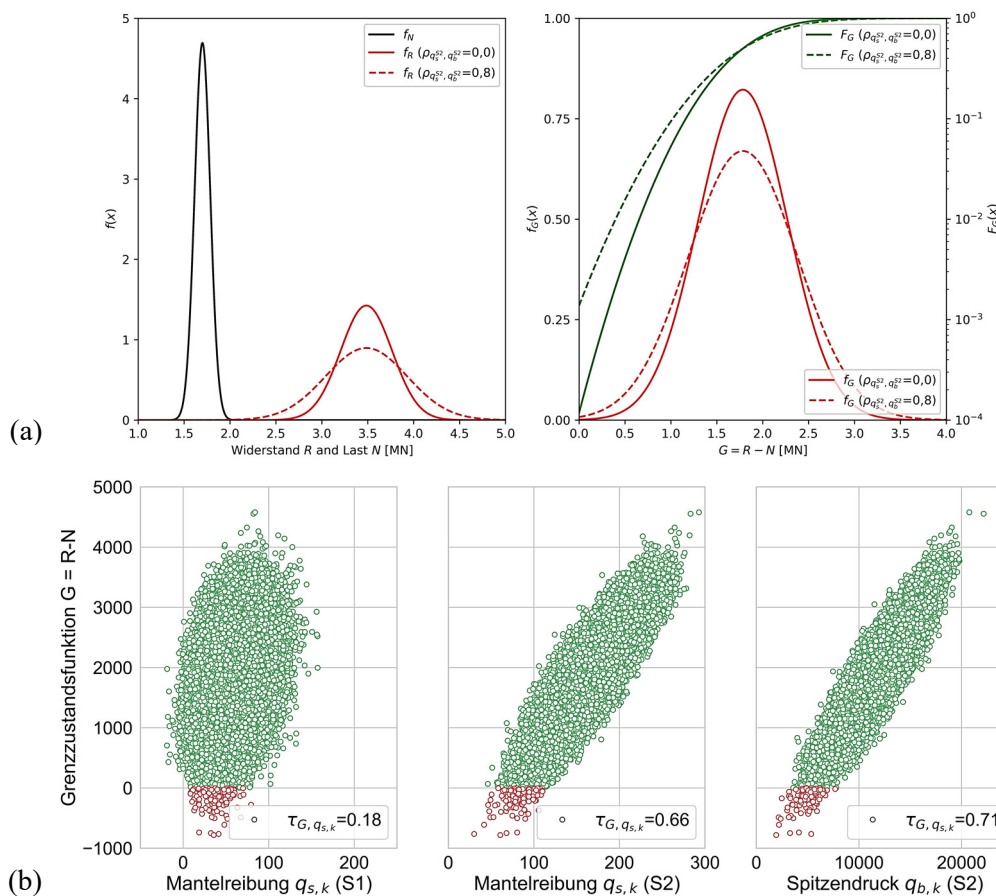 f_N
f_R (ρ_{q_s^{S2}, q_b^{S2}}=0,0)
f_R (ρ_{q_s^{S2}, q_b^{S2}}=0,8)
5
4
3
2
1
0
f(x)
1.0 1.5 2.0 2.5 3.0 3.5 4.0 4.5 5.0
Widerstand R and Last N [MN]
F_G (ρ_{q_s^{S2}, q_b^{S2}}=0,0)
F_G (ρ_{q_s^{S2}, q_b^{S2}}=0,8)
1.00
0.75
0.50
0.25
0.00
f_G(x)
10^0
10^{-1}
10^{-2}
10^{-3}
10^{-4}
F_G(x)
f_G (ρ_{q_s^{S2}, q_b^{S2}}=0,0)
f_G (ρ_{q_s^{S2}, q_b^{S2}}=0,8)
0.0 0.5 1.0 1.5 2.0 2.5 3.0 3.5 4.0
G = R − N [MN]
(a)
5000
4000
3000
2000
1000
0
−1000
Grenzzustandsfunktion G = R-N
τ_{G, q_{s,k}}=0.18
0 100 200
Mantelreibung q_{s,k} (S1)
τ_{G, q_{s,k}}=0.66
0 100 200 300
Mantelreibung q_{s,k} (S2)
τ_{G, q_{s,k}}=0.71
0 10000 20000
Spitzendruck q_{b,k} (S2)
(b)